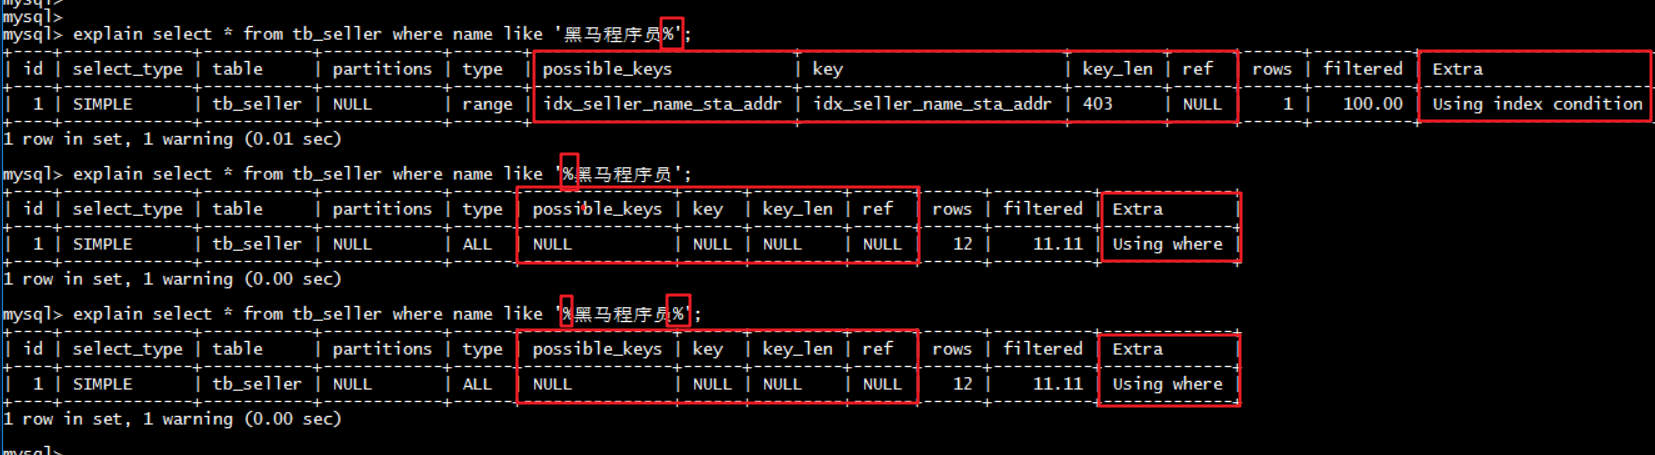 mysql>
mysql>
mysql> explain select * from tb_seller where name like '黑马程序员%';
+----+-------------+-----------+------------+-------+--------------------------+--------------------------+---------+------+------+----------+-----------------------+
| id | select_type | table | partitions | type | possible_keys | key | key_len | ref | rows | filtered | Extra
+----+-------------+-----------+------------+-------+--------------------------+--------------------------+---------+------+------+----------+-----------------------+
| 1 | SIMPLE | tb_seller | NULL | range | idx_seller_name_sta_addr | idx_seller_name_sta_addr | 403 | NULL | 1 | 100.00 | Using index condition
+----+-------------+-----------+------------+-------+--------------------------+--------------------------+---------+------+------+----------+-----------------------+
1 row in set, 1 warning (0.01 sec)
mysql> explain select * from tb_seller where name like '%黑马程序员';
+----+-------------+-----------+------------+------+---------------+------+---------+------+------+----------+-------------+
| id | select_type | table | partitions | type | possible_keys | key | key_len | ref | rows | filtered | Extra |
+----+-------------+-----------+------------+------+---------------+------+---------+------+------+----------+-------------+
| 1 | SIMPLE | tb_seller | NULL | ALL | NULL | NULL | NULL | NULL | 12 | 11.11 | Using where |
+----+-------------+-----------+------------+------+---------------+------+---------+------+------+----------+-------------+
1 row in set, 1 warning (0.00 sec)
mysql> explain select * from tb_seller where name like '%黑马程序员%';
+----+-------------+-----------+------------+------+---------------+------+---------+------+------+----------+-------------+
| id | select_type | table | partitions | type | possible_keys | key | key_len | ref | rows | filtered | Extra |
+----+-------------+-----------+------------+------+---------------+------+---------+------+------+----------+-------------+
| 1 | SIMPLE | tb_seller | NULL | ALL | NULL | NULL | NULL | NULL | 12 | 11.11 | Using where |
+----+-------------+-----------+------------+------+---------------+------+---------+------+------+----------+-------------+
1 row in set, 1 warning (0.00 sec)
mysql>